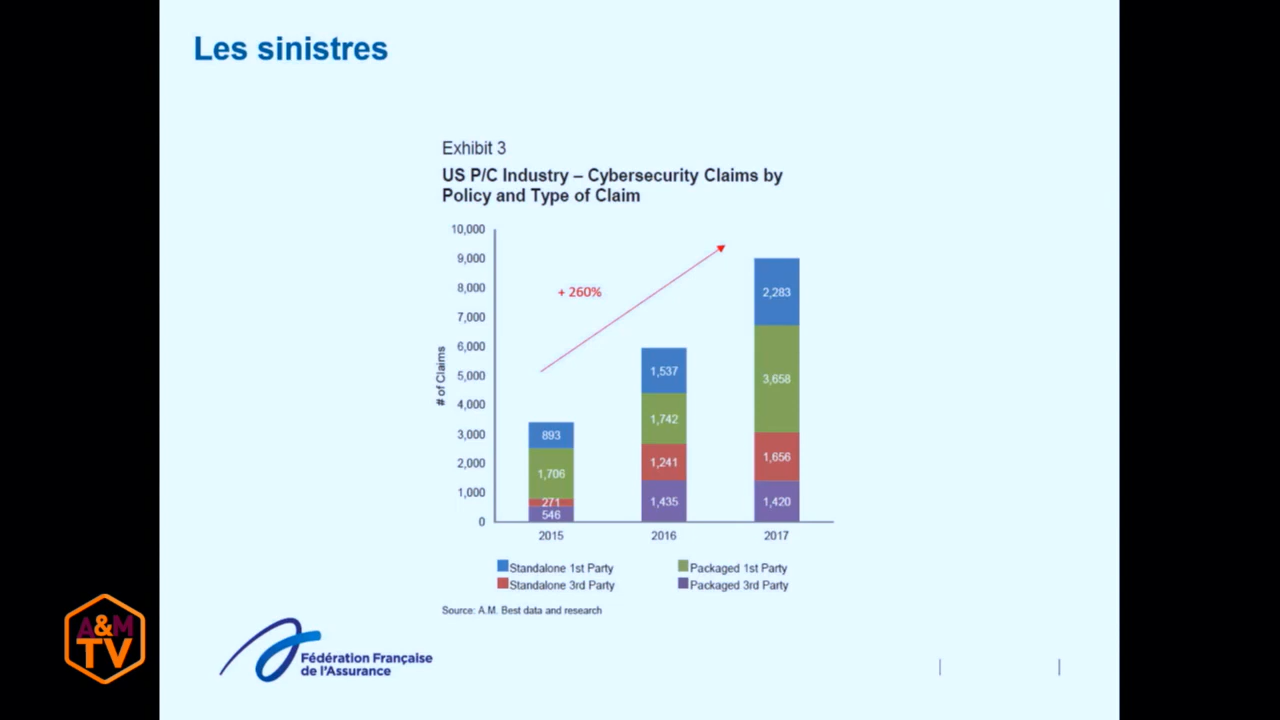 Les sinistres
Exhibit 3
US P/C Industry – Cybersecurity Claims by
Policy and Type of Claim
10,000
9,000
8,000
7,000
6,000
5,000
4,000
3,000
2,000
1,000
0
# of Claims
+ 260%
893
1,706
271
546
1,537
1,742
1,241
1,435
2,283
3,658
1,656
1,420
2015
2016
2017
Standalone 1st Party
Packaged 1st Party
Standalone 3rd Party
Packaged 3rd Party
Source: A.M. Best data and research
A&M
TV
Fédération Française
de l'Assurance